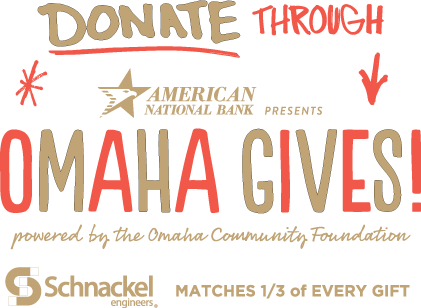 DONATE THROUGH
AMERICAN
NATIONAL BANK PRESENTS
OMAHA GIVES!
powered by the Omaha Community Foundation
Schnackel
engineers®
MATCHES 1/3 of EVERY GIFT